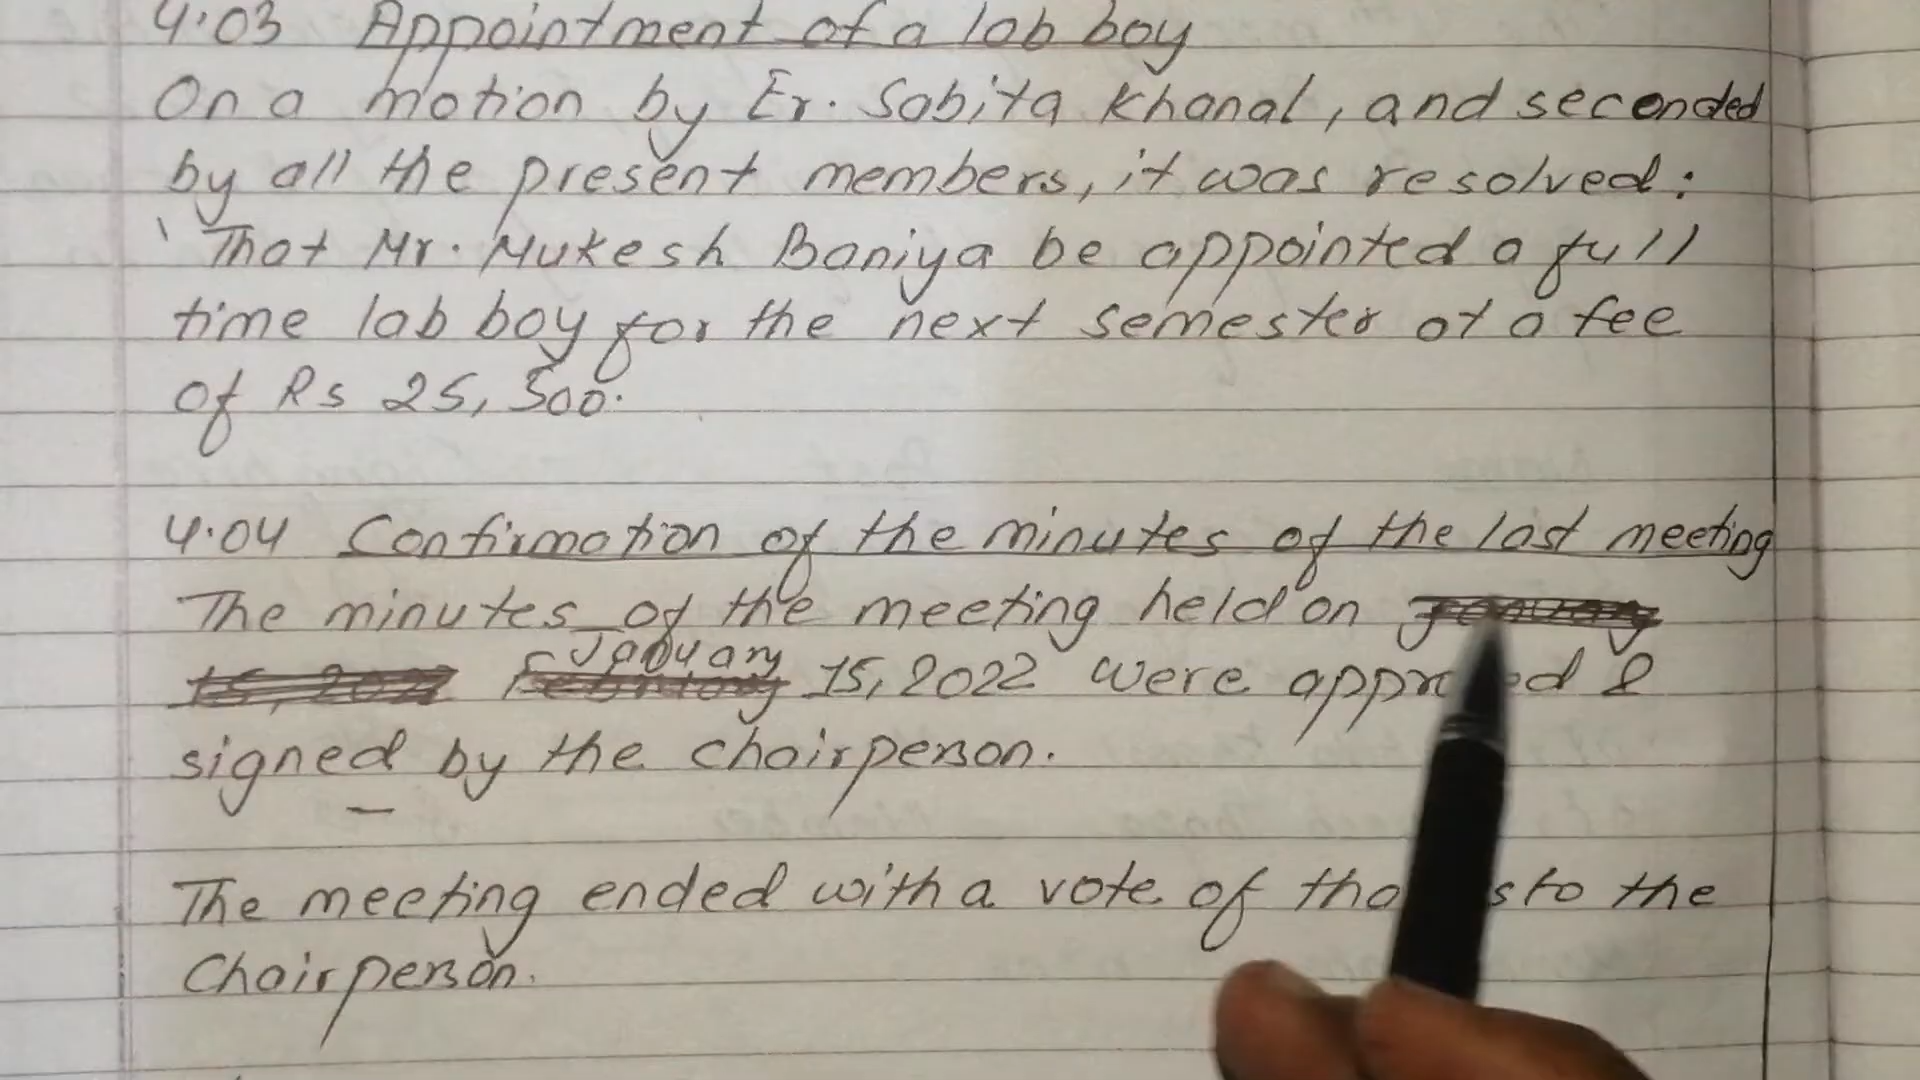 4.03 Appointment of a lab boy
On a motion by Er. Sabita Khanal, and seconded
by all the present members, it was resolved:
' That Mr. Mukesh Baniya be appointed a full
time lab boy for the next semester at a fee
of Rs 25, 500.
4.04 Confirmation of the minutes of the last meeting
The minutes of the meeting held on
January
15, 2022 were &
signed by the chairperson.
The meeting ended with a vote of to the
Chairperson.